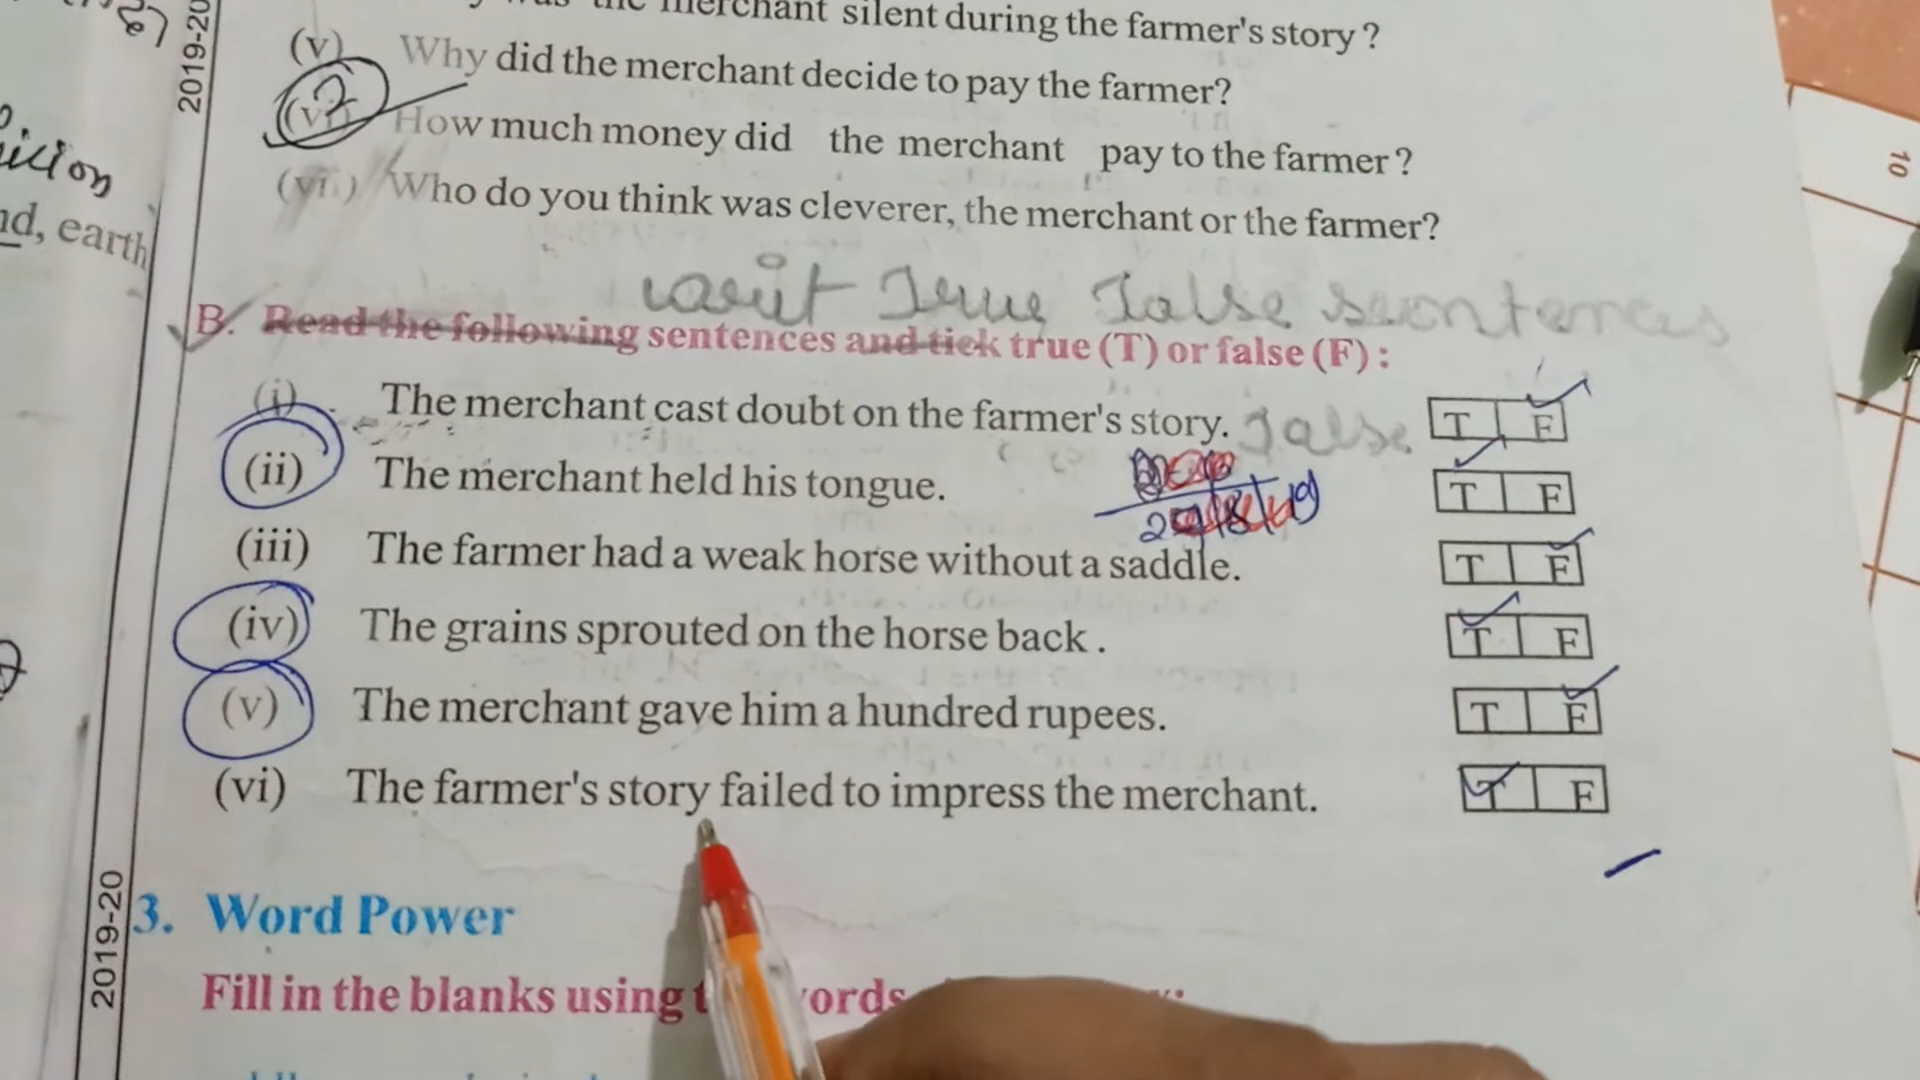 2019-20
merchant silent during the farmer's story ?
(v) Why did the merchant decide to pay the farmer?
(vi) How much money did the merchant pay to the farmer ?
(vii) Who do you think was cleverer, the merchant or the farmer?
nd, earth
True False
B. Read the following sentences and tick true (T) or false (F) :
(i) The merchant cast doubt on the farmer's story. False T F
(ii) The merchant held his tongue. T F
(iii) The farmer had a weak horse without a saddle. T F
(iv) The grains sprouted on the horse back . T F
(v) The merchant gave him a hundred rupees. T F
(vi) The farmer's story failed to impress the merchant. T F
2019-20
3. Word Power
Fill in the blanks using
10